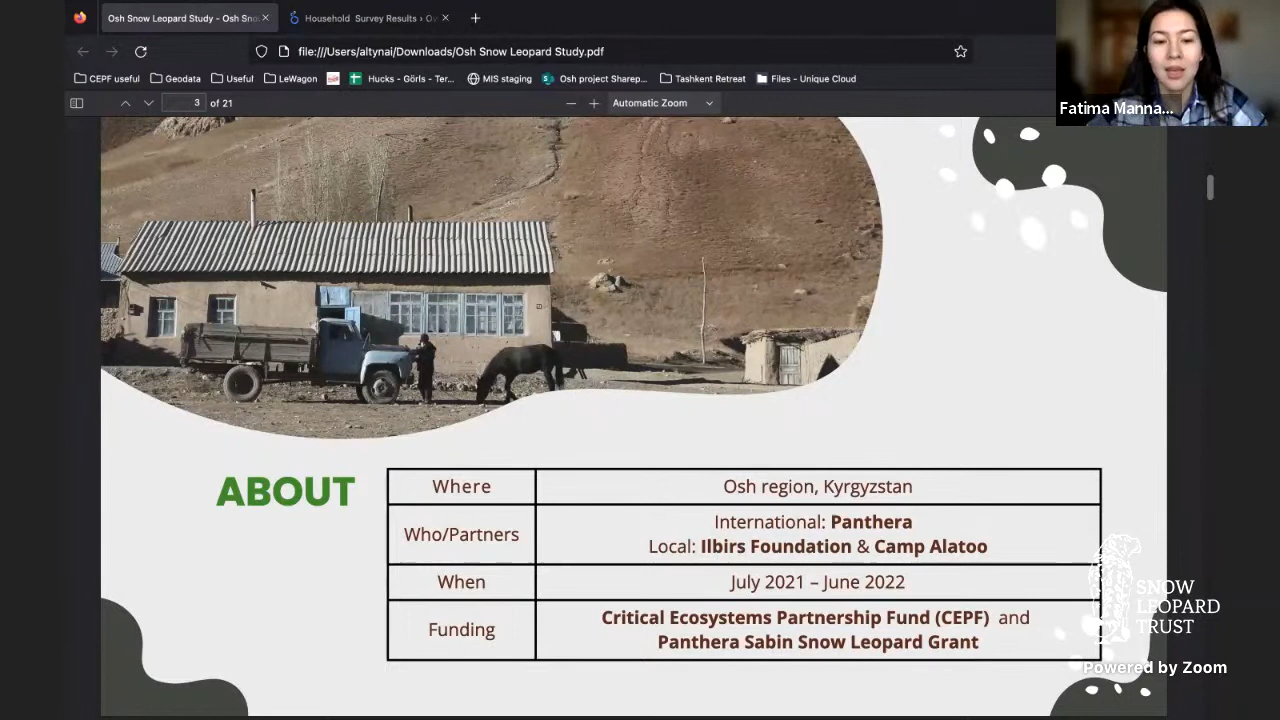 Osh Snow Leopard Study - Osh Sno
Household Survey Results › Ov
file:///Users/altynai/Downloads/Osh Snow Leopard Study.pdf
CEPF useful
Geodata
Useful
LeWagon
Hucks - Görls - Ter...
MIS staging
Osh project Sharep...
Tashkent Retreat
Files - Unique Cloud
3 of 21
Automatic Zoom
Fatima Manna...
ABOUT
Where
Osh region, Kyrgyzstan
Who/Partners
International: Panthera
Local: Ilbirs Foundation & Camp Alatoo
When
July 2021 – June 2022
Funding
Critical Ecosystems Partnership Fund (CEPF) and
Panthera Sabin Snow Leopard Grant
SNOW
LEOPARD
TRUST
Powered by Zoom